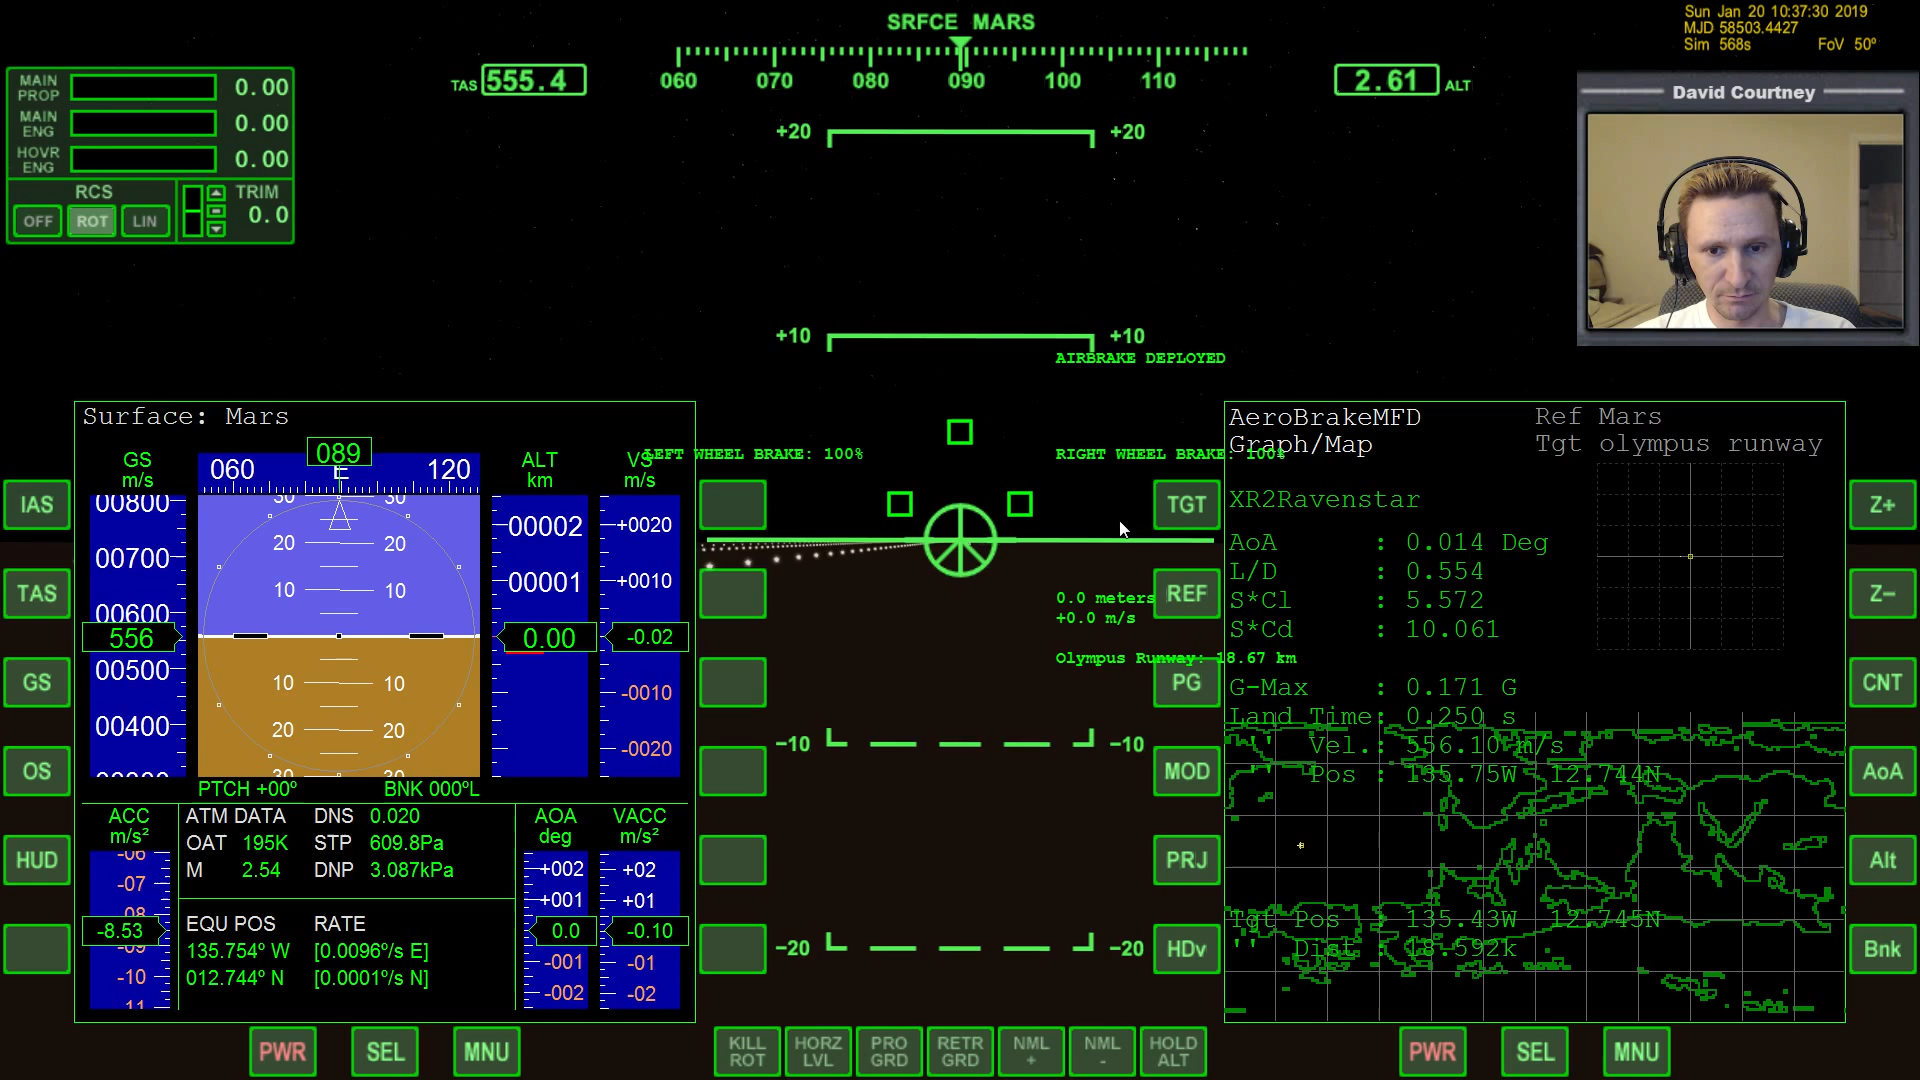 SRFCE MARS
Sun Jan 20 10:37:30 2019
MJD 58503.4427
Sim 568s FoV 50°
MAIN PROP 0.00
MAIN ENG 0.00
HOVR ENG 0.00
RCS TRIM
OFF ROT LIN 0.0
TAS 555.4
060 070 080 090 100 110
2.61 ALT
David Courtney
+20 +20
+10 +10
AIRBRAKE DEPLOYED
LEFT WHEEL BRAKE: 100%
RIGHT WHEEL BRAKE: 100%
0.0 meters
+0.0 m/s
Olympus Runway: 18.67 km
-10 -10
-20 -20
IAS
TAS
GS
OS
HUD
Surface: Mars
GS m/s
089
060 E 120
ALT km
VS m/s
00800
00700
00600
556
00500
00400
30 30
20 20
10 10
10 10
20 20
30 30
00002
00001
0.00
+0020
+0010
-0.02
-0010
-0020
PTCH +00° BNK 000°L
ACC m/s²
-06
-07
-08
-8.53
-09
-10
-11
ATM DATA DNS 0.020
OAT 195K STP 609.8Pa
M 2.54 DNP 3.087kPa
EQU POS RATE
135.754° W [0.0096°/s E]
012.744° N [0.0001°/s N]
AOA deg
+002
+001
0.0
-001
-002
VACC m/s²
+02
+01
-0.10
-01
-02
PWR SEL MNU
TGT
REF
PG
MOD
PRJ
HDv
AeroBrakeMFD Ref Mars
Graph/Map Tgt olympus runway
XR2Ravenstar
AoA : 0.014 Deg
L/D : 0.554
S*Cl : 5.572
S*Cd : 10.061
G-Max : 0.171 G
Land Time: 0.250 s
'' Vel.: 556.10 m/s
'' Pos : 135.75W 12.744N
Tgt Pos : 135.43W 12.745N
'' Dist : 18.592k
Z+
Z-
CNT
AoA
Alt
Bnk
KILL ROT
HORZ LVL
PRO GRD
RETR GRD
NML +
NML -
HOLD ALT
PWR SEL MNU